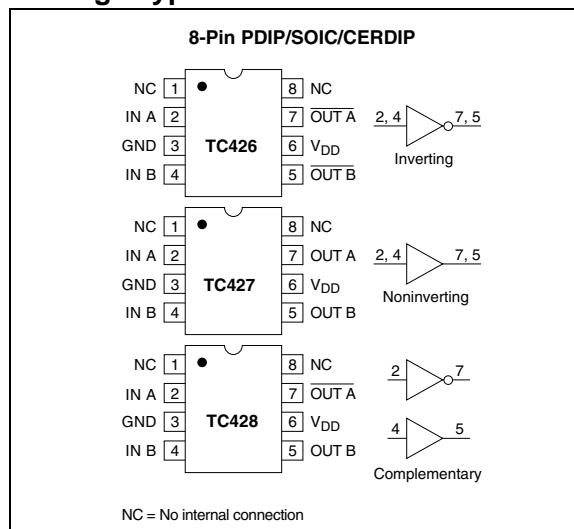 8-Pin PDIP/SOIC/CERDIP
NC 1 8 NC
IN A 2 7 OUT A 2, 4 7, 5
GND 3 TC426 6 VDD
IN B 4 5 OUT B Inverting
NC 1 8 NC
IN A 2 7 OUT A 2, 4 7, 5
GND 3 TC427 6 VDD
IN B 4 5 OUT B Noninverting
NC 1 8 NC 2 7
IN A 2 7 OUT A
GND 3 TC428 6 VDD 4 5
IN B 4 5 OUT B Complementary
NC = No internal connection